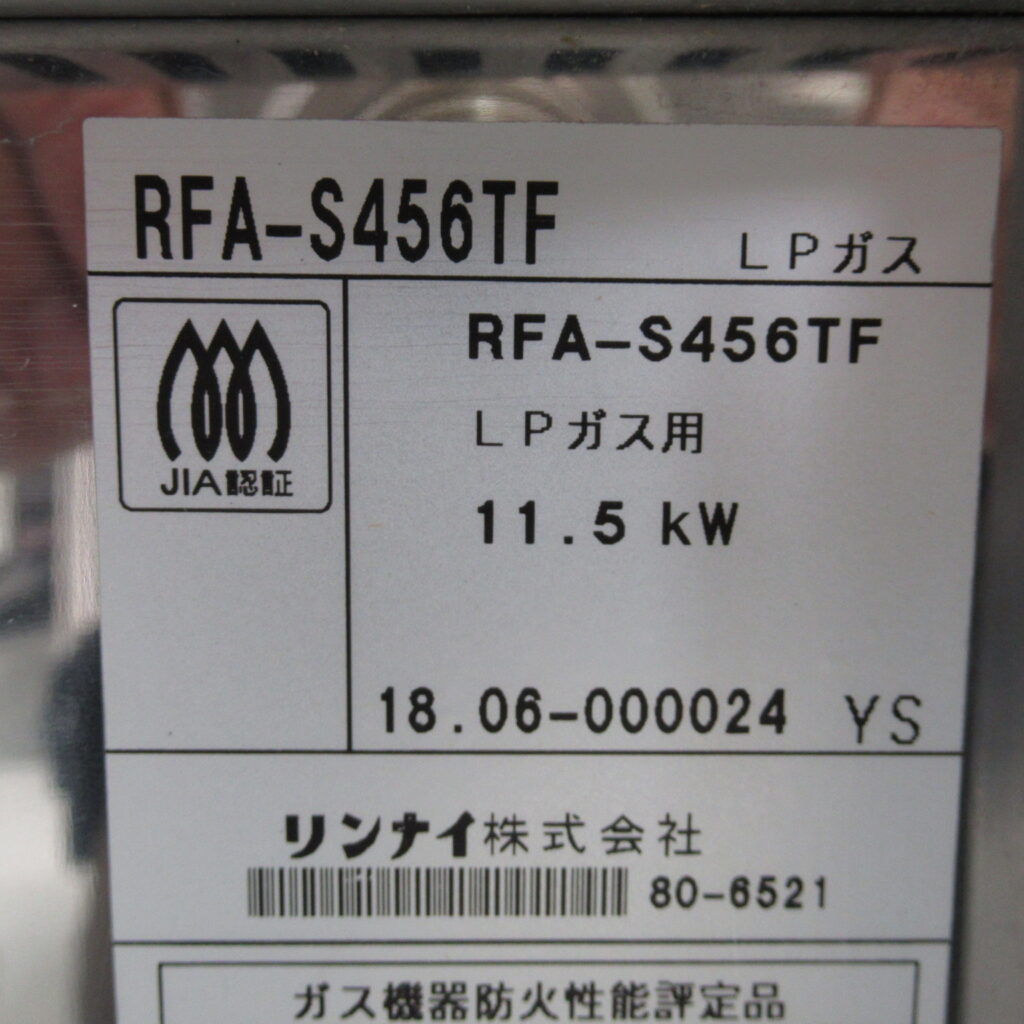 RFA-S456TF LPガス
JIA認証
RFA-S456TF
LPガス用
11.5 kW
18.06-000024 YS
リンナイ株式会社
80-6521
ガス機器防火性能評定品